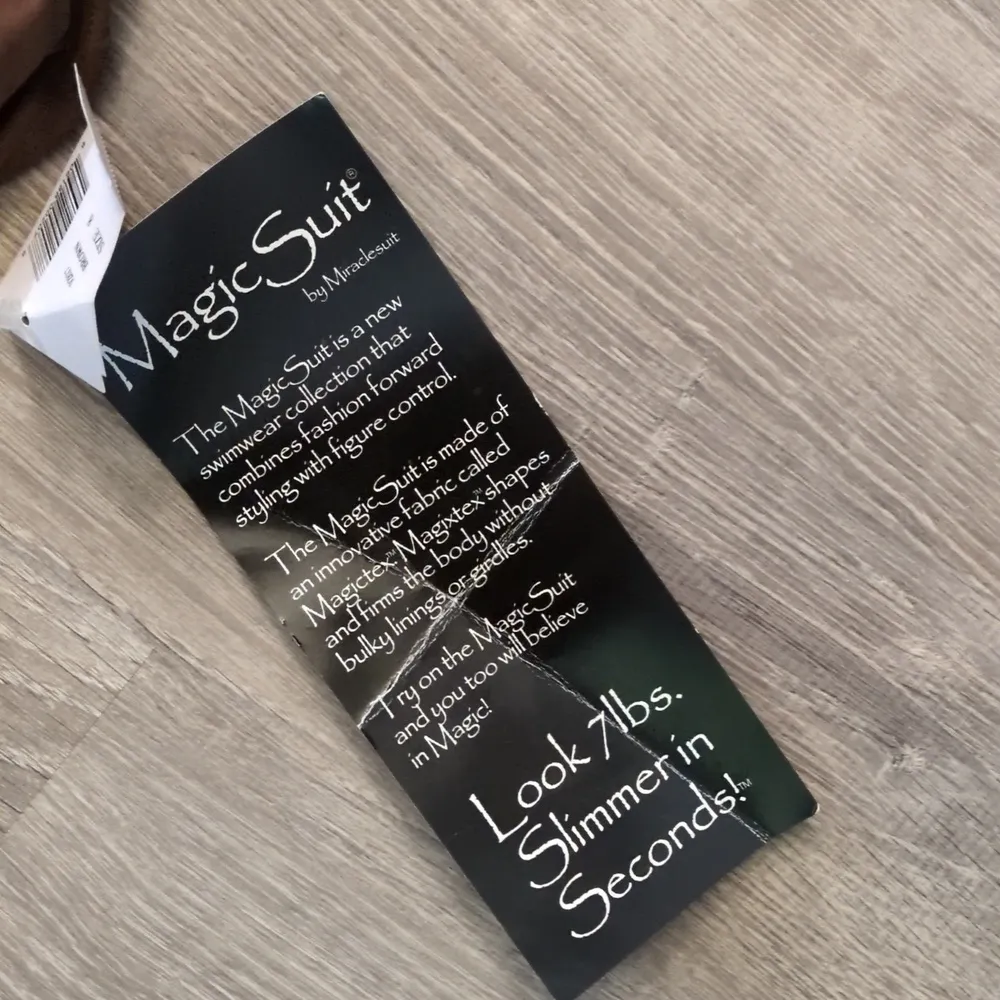 MagicSuit®
by Miraclesuit
The MagicSuit is a new
swimwear collection that
combines fashion forward
styling with figure control.
The MagicSuit is made of
an innovative fabric called
Magictex™ Magixtex™ shapes
and firms the body without
bulky linings or girdles.
Try on the MagicSuit
and you too will believe
in Magic!
Look 7lbs.
Slimmer in
Seconds!™